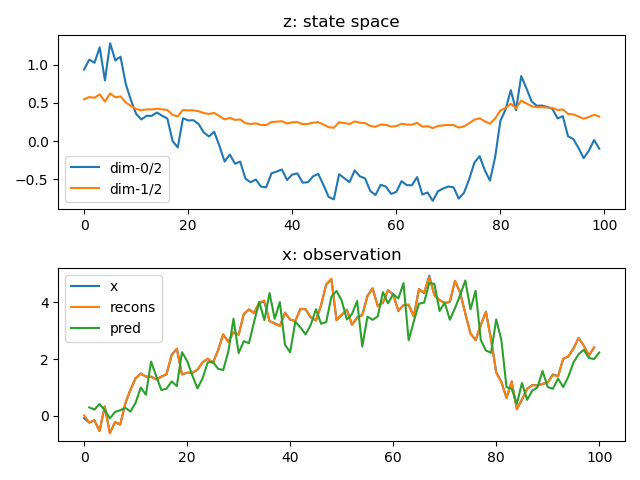 z: state space
1.0
0.5
0.0
−0.5
dim-0/2
dim-1/2
0 20 40 60 80 100
x: observation
4
2
0
x
recons
pred
0 20 40 60 80 100